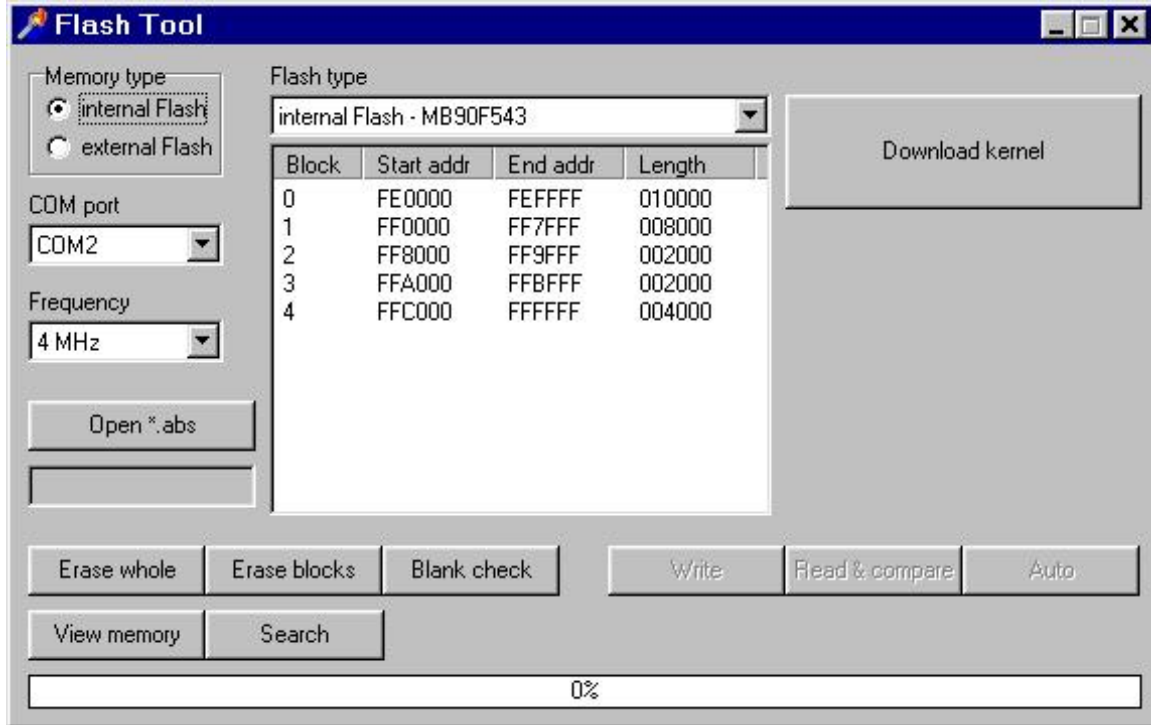 Flash Tool
Memory type
internal Flash
external Flash
COM port
COM2
Frequency
4 MHz
Open *.abs
Flash type
internal Flash - MB90F543
Block Start addr End addr Length
0 FE0000 FEFFFF 010000
1 FF0000 FF7FFF 008000
2 FF8000 FF9FFF 002000
3 FFA000 FFBFFF 002000
4 FFC000 FFFFFF 004000
Download kernel
Erase whole Erase blocks Blank check Write Read & compare Auto
View memory Search
0%